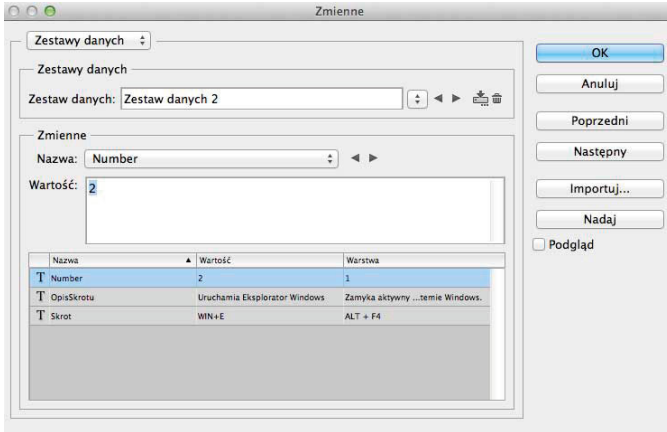 Zmienne
Zestawy danych
Zestawy danych
Zestaw danych: Zestaw danych 2
Zmienne
Nazwa: Number
Wartość: 2
Nazwa Wartość Warstwa
T Number 2 1
T OpisSkrotu Uruchamia Eksplorator Windows Zamyka aktywny ...temie Windows.
T Skrot WIN+E ALT + F4
OK
Anuluj
Poprzedni
Następny
Importuj...
Nadaj
Podgląd